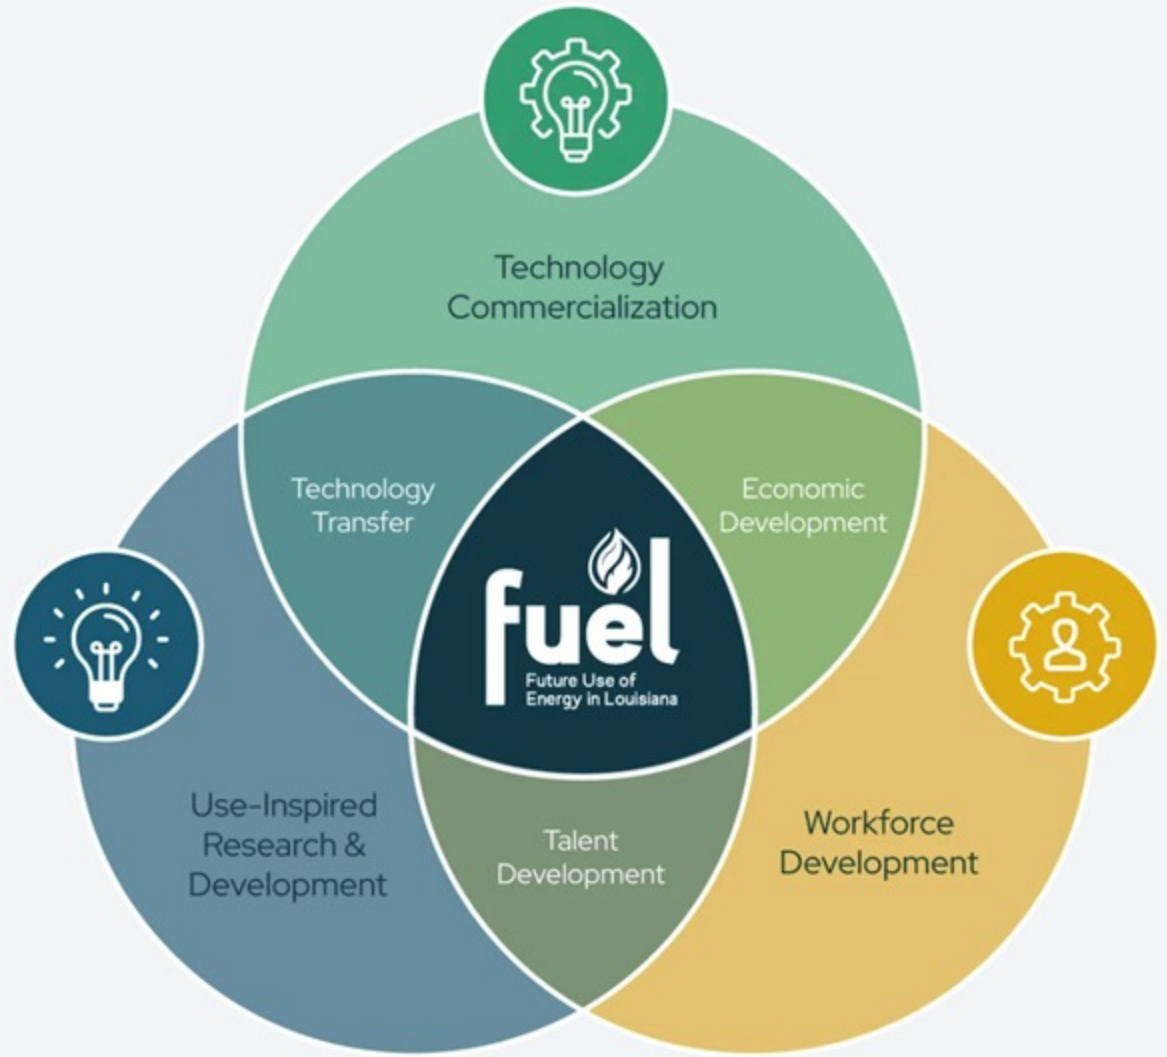 Technology
Commercialization
Technology
Transfer
Economic
Development
fuel
Future Use of
Energy in Louisiana
Use-Inspired
Research &
Development
Talent
Development
Workforce
Development